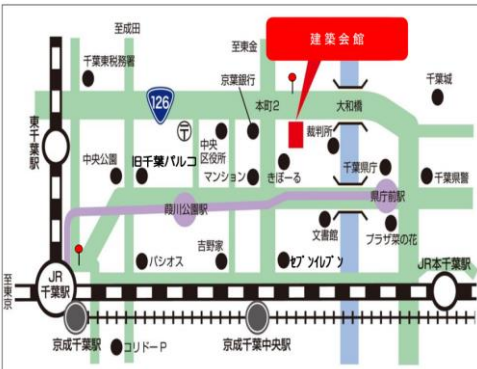 至成田
千葉東税務署
至東金
建築会館
126
京葉銀行
本町2
大和橋
千葉城
東千葉駅
〒
中央
区役所
裁判所
旧千葉パルコ
中央公園
マンション
きぼーる
千葉県庁
千葉県警
葭川公園駅
県庁前駅
文書館
プラザ菜の花
パシオス
吉野家
セブンイレブン
JR本千葉駅
至東京
JR
千葉駅
京成千葉駅
京成千葉中央駅
コリドーP